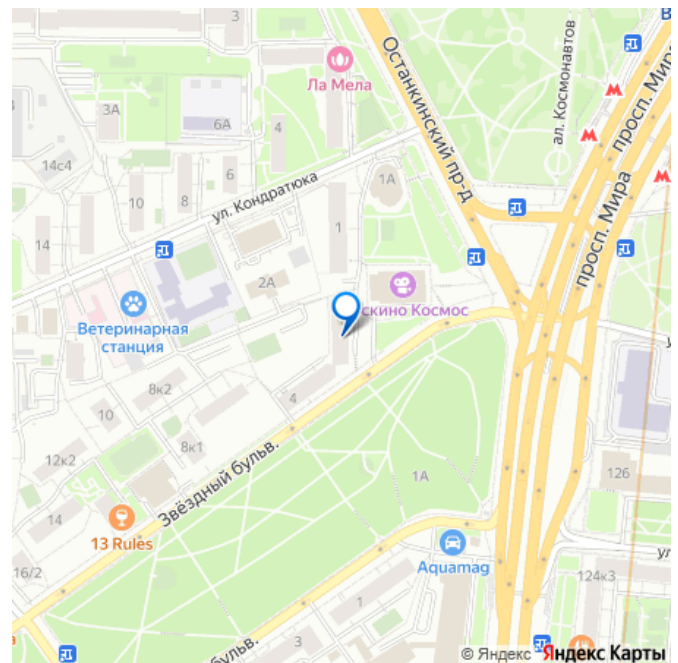 3
Ла Мела
3А
6А
4
14с4
6
10
8
ул. Кондратюка
1А
Останкинский пр-д
ал. Космонавтов
просп. Мира
просп. Мира
1
14
2А
скино Космос
Ветеринарная
станция
8к2
4
10
8к1
12к2
Звёздный бульв.
1А
14
13 Rules
126
16/2
Aquamag
ул
124к3
1
3
бульв.
© Яндекс Яндекс Карты